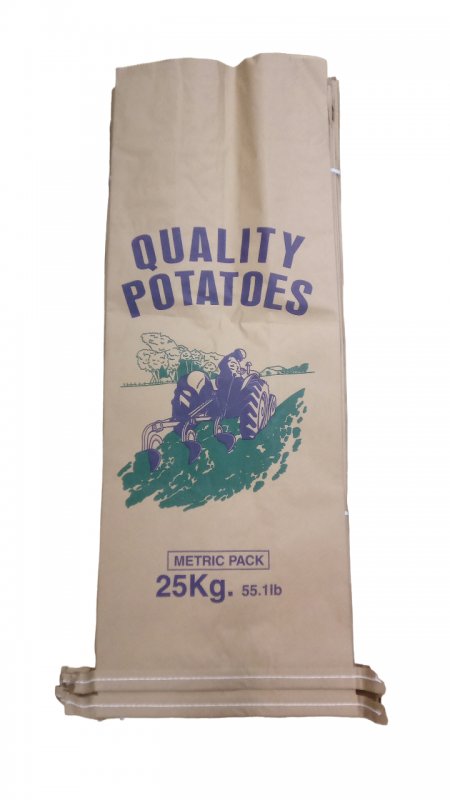 QUALITY
POTATOES
METRIC PACK
25Kg. 55.1lb